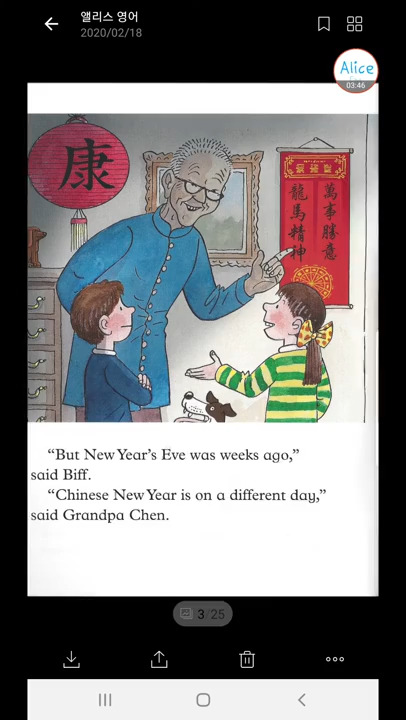 앨리스 영어
2020/02/18
Alice
03:46
康
萬事勝意
龍馬精神
“But New Year’s Eve was weeks ago,”
said Biff.
“Chinese New Year is on a different day,”
said Grandpa Chen.
3/25